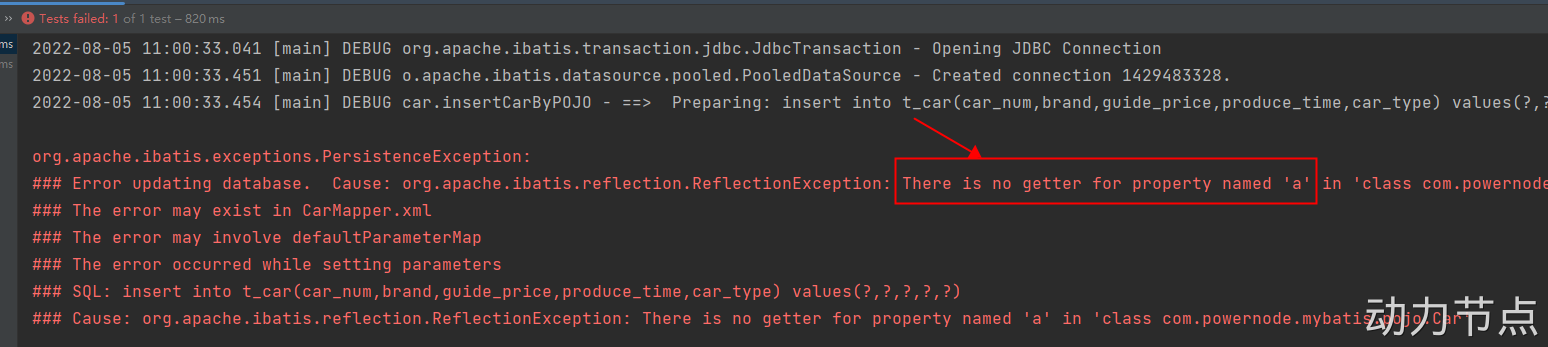 ›› Tests failed: 1 of 1 test – 820 ms
ms
ms
2022-08-05 11:00:33.041 [main] DEBUG org.apache.ibatis.transaction.jdbc.JdbcTransaction - Opening JDBC Connection
2022-08-05 11:00:33.451 [main] DEBUG o.apache.ibatis.datasource.pooled.PooledDataSource - Created connection 1429483328.
2022-08-05 11:00:33.454 [main] DEBUG car.insertCarByPOJO - ==>  Preparing: insert into t_car(car_num,brand,guide_price,produce_time,car_type) values(?,?
org.apache.ibatis.exceptions.PersistenceException:
### Error updating database.  Cause: org.apache.ibatis.reflection.ReflectionException: There is no getter for property named 'a' in 'class com.powernode
### The error may exist in CarMapper.xml
### The error may involve defaultParameterMap
### The error occurred while setting parameters
### SQL: insert into t_car(car_num,brand,guide_price,produce_time,car_type) values(?,?,?,?,?)
### Cause: org.apache.ibatis.reflection.ReflectionException: There is no getter for property named 'a' in 'class com.powernode.mybatis.pojo.Car'
动力节点